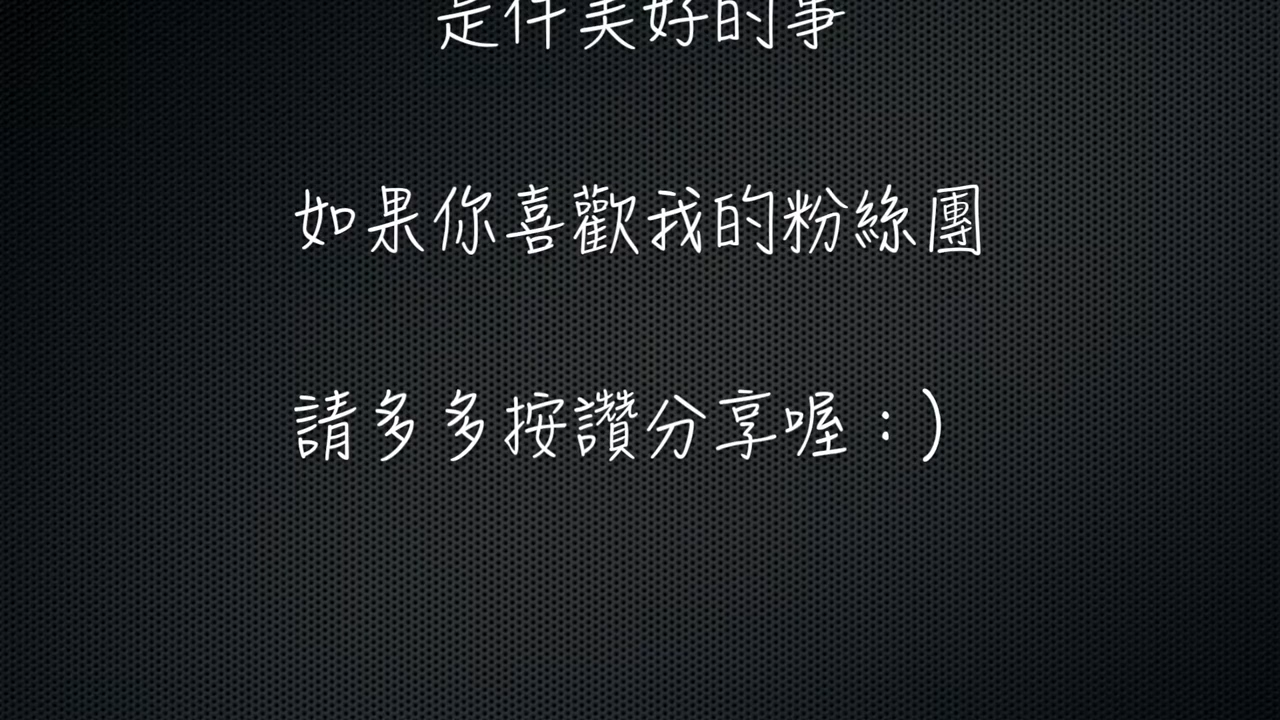 是件美好的事
如果你喜歡我的粉絲團
請多多按讚分享喔：)